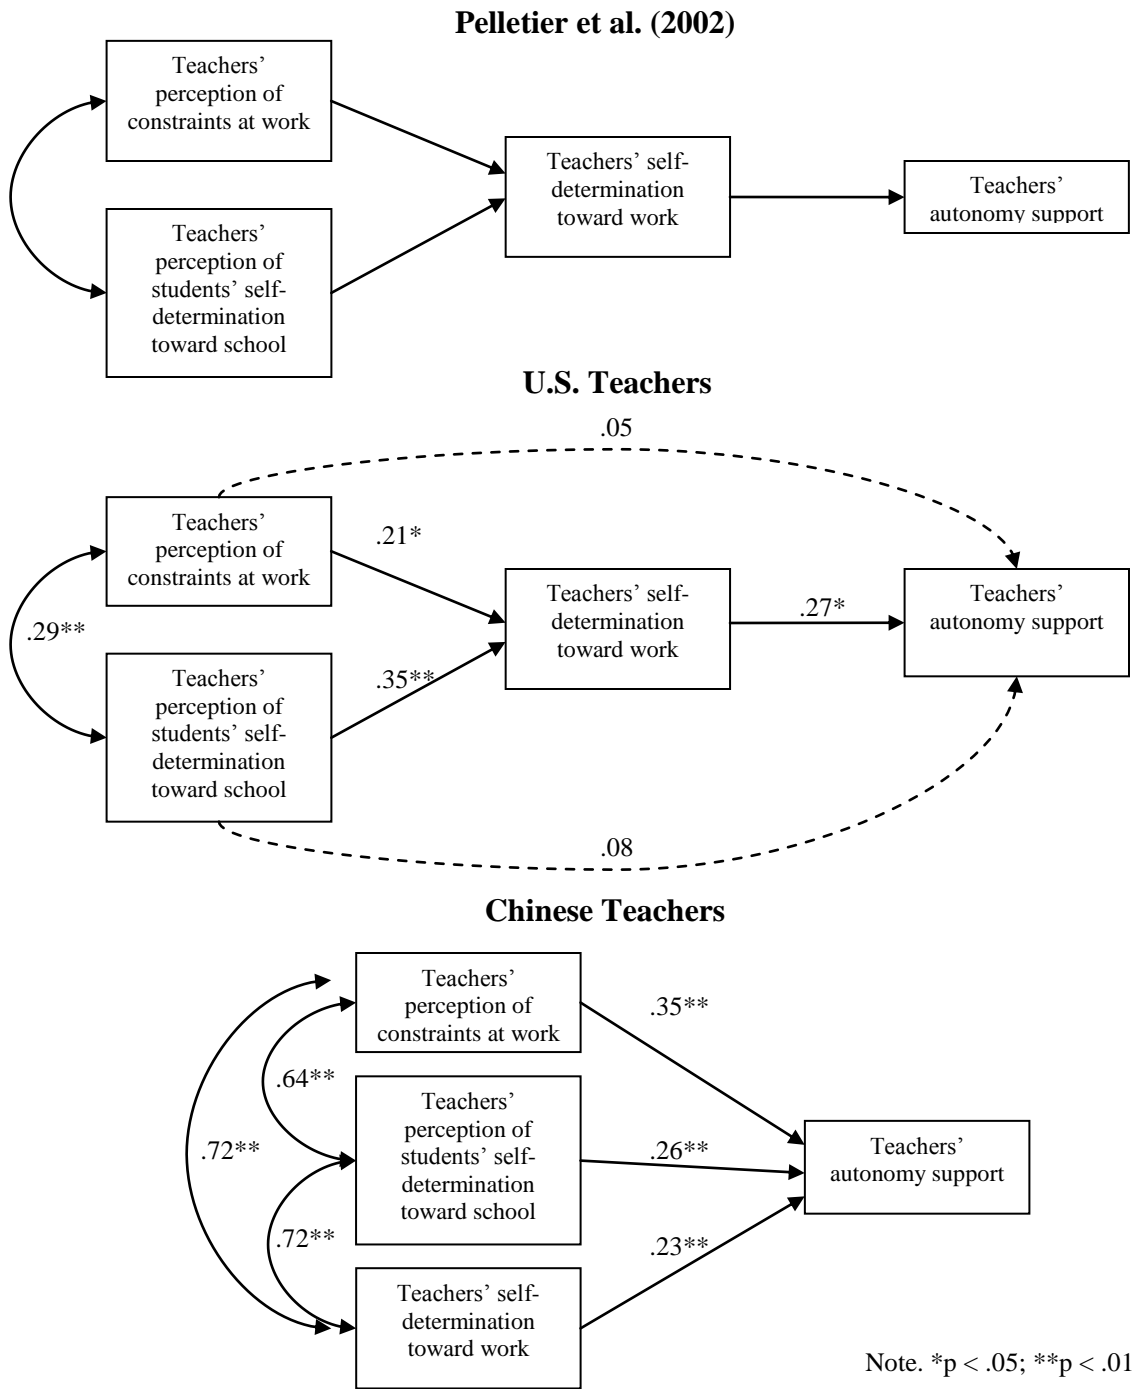 Pelletier et al. (2002)
Teachers’
perception of
constraints at work
Teachers’ self-
determination
toward work
Teachers’
autonomy support
Teachers’
perception of
students’ self-
determination
toward school
U.S. Teachers
.05
Teachers’
perception of
constraints at work
.21*
Teachers’ self-
determination
toward work
.27*
Teachers’
autonomy support
.29**
Teachers’
perception of
students’ self-
determination
toward school
.35**
.08
Chinese Teachers
Teachers’
perception of
constraints at work
.35**
.64**
.72**
Teachers’
perception of
students’ self-
determination
toward school
.26**
Teachers’
autonomy support
.72**
.23**
Teachers’ self-
determination
toward work
Note. *p < .05; **p < .01